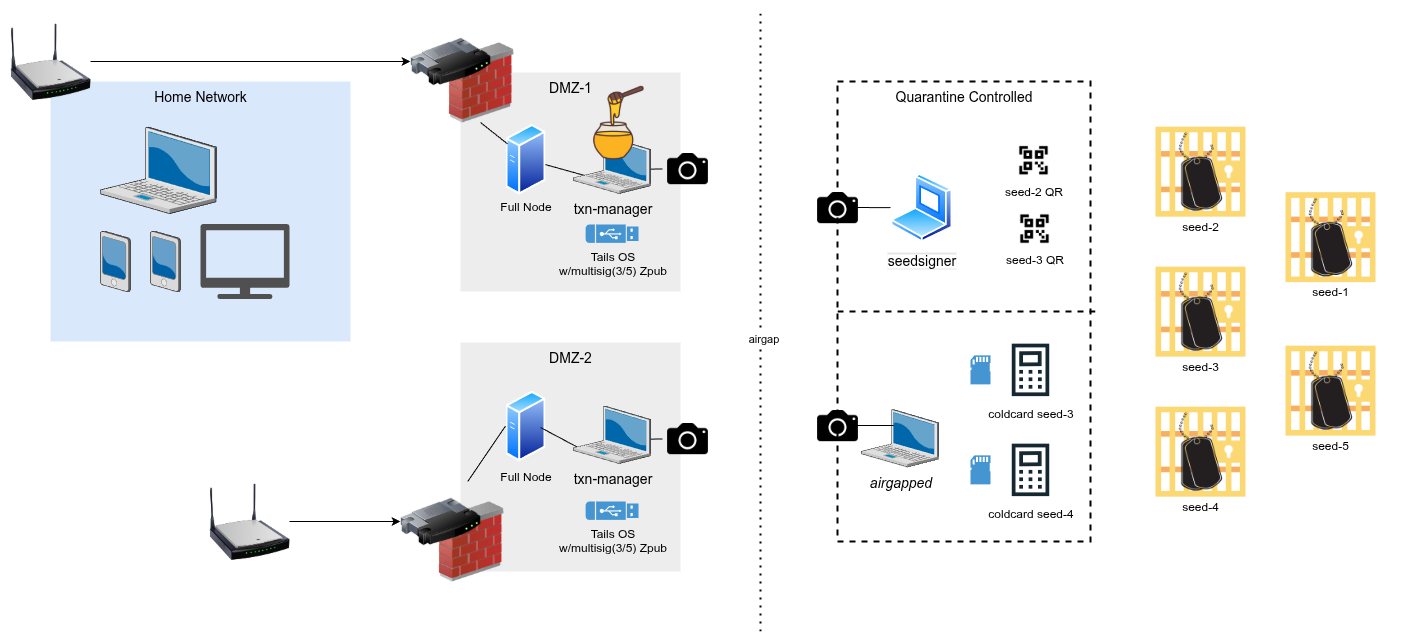 Home Network
DMZ-1
Full Node
txn-manager
Tails OS
w/multisig(3/5) Zpub
DMZ-2
Full Node
txn-manager
Tails OS
w/multisig(3/5) Zpub
airgap
Quarantine Controlled
seed-2 QR
seed-3 QR
seedsigner
coldcard seed-3
coldcard seed-4
airgapped
seed-2
seed-1
seed-3
seed-5
seed-4